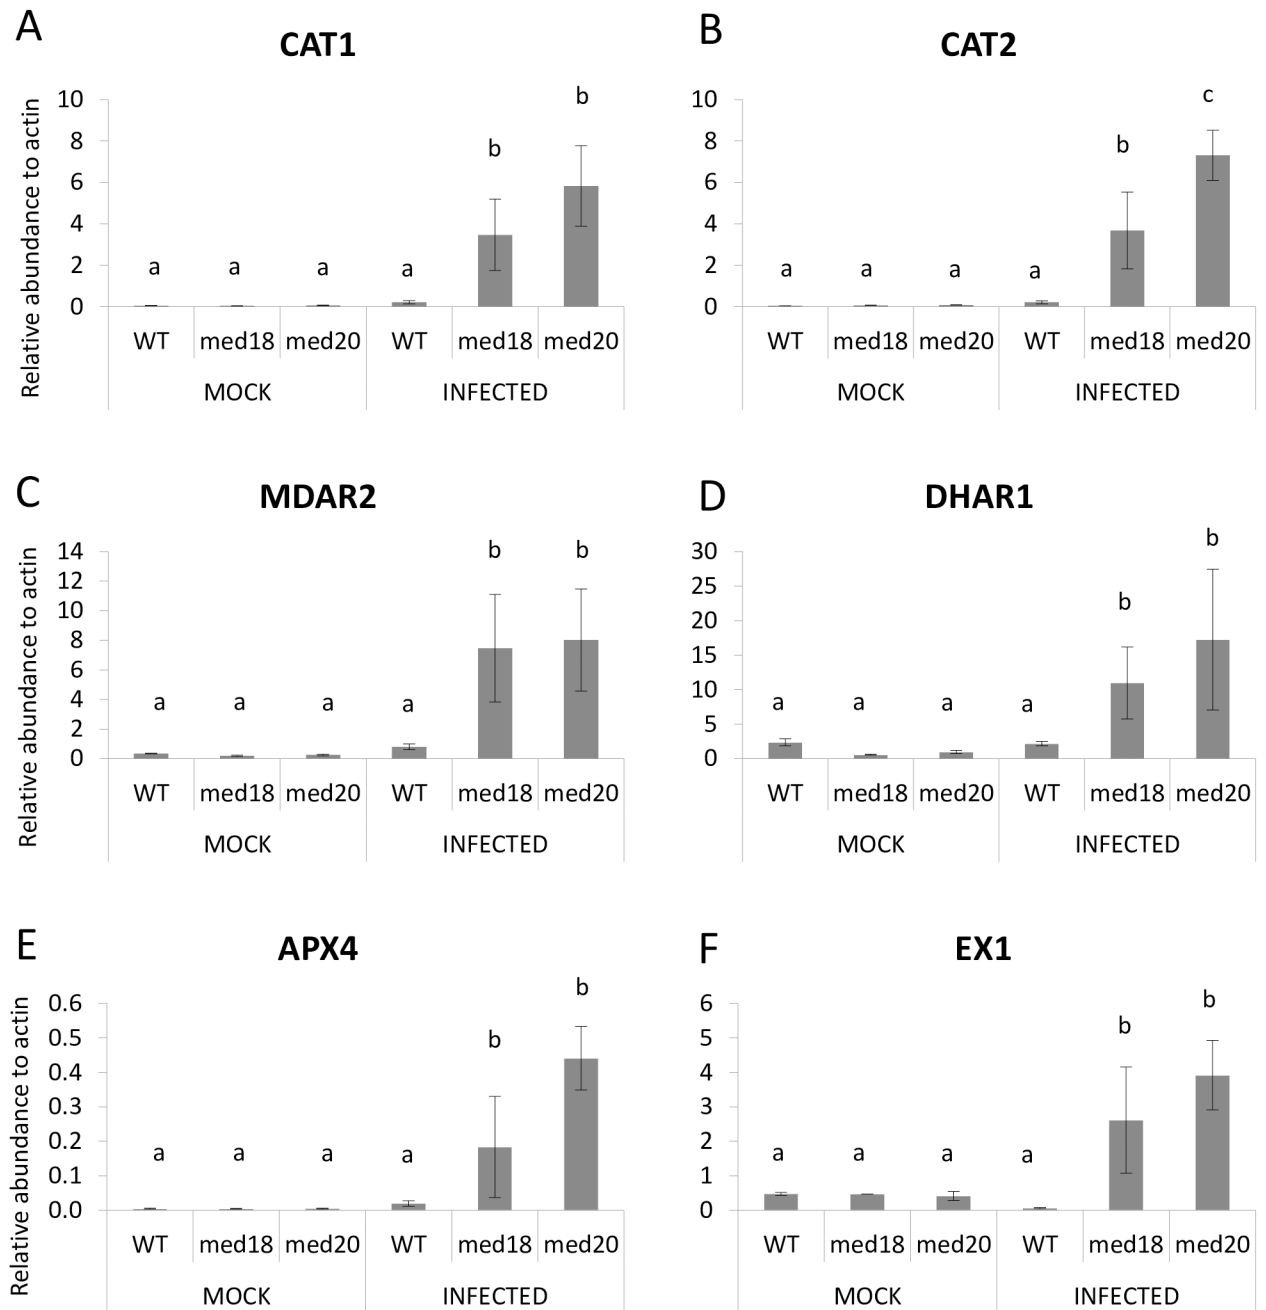 A
CAT1
Relative abundance to actin
10
8
6
4
2
0
a
a
a
a
b
b
WT
med18
med20
WT
med18
med20
MOCK
INFECTED
B
CAT2
10
8
6
4
2
0
a
a
a
a
b
c
WT
med18
med20
WT
med18
med20
MOCK
INFECTED
C
MDAR2
Relative abundance to actin
14
12
10
8
6
4
2
0
a
a
a
a
b
b
WT
med18
med20
WT
med18
med20
MOCK
INFECTED
D
DHAR1
30
25
20
15
10
5
0
a
a
a
a
b
b
WT
med18
med20
WT
med18
med20
MOCK
INFECTED
E
APX4
Relative abundance to actin
0.6
0.5
0.4
0.3
0.2
0.1
0.0
a
a
a
a
b
b
WT
med18
med20
WT
med18
med20
MOCK
INFECTED
F
EX1
6
5
4
3
2
1
0
a
a
a
a
b
b
WT
med18
med20
WT
med18
med20
MOCK
INFECTED